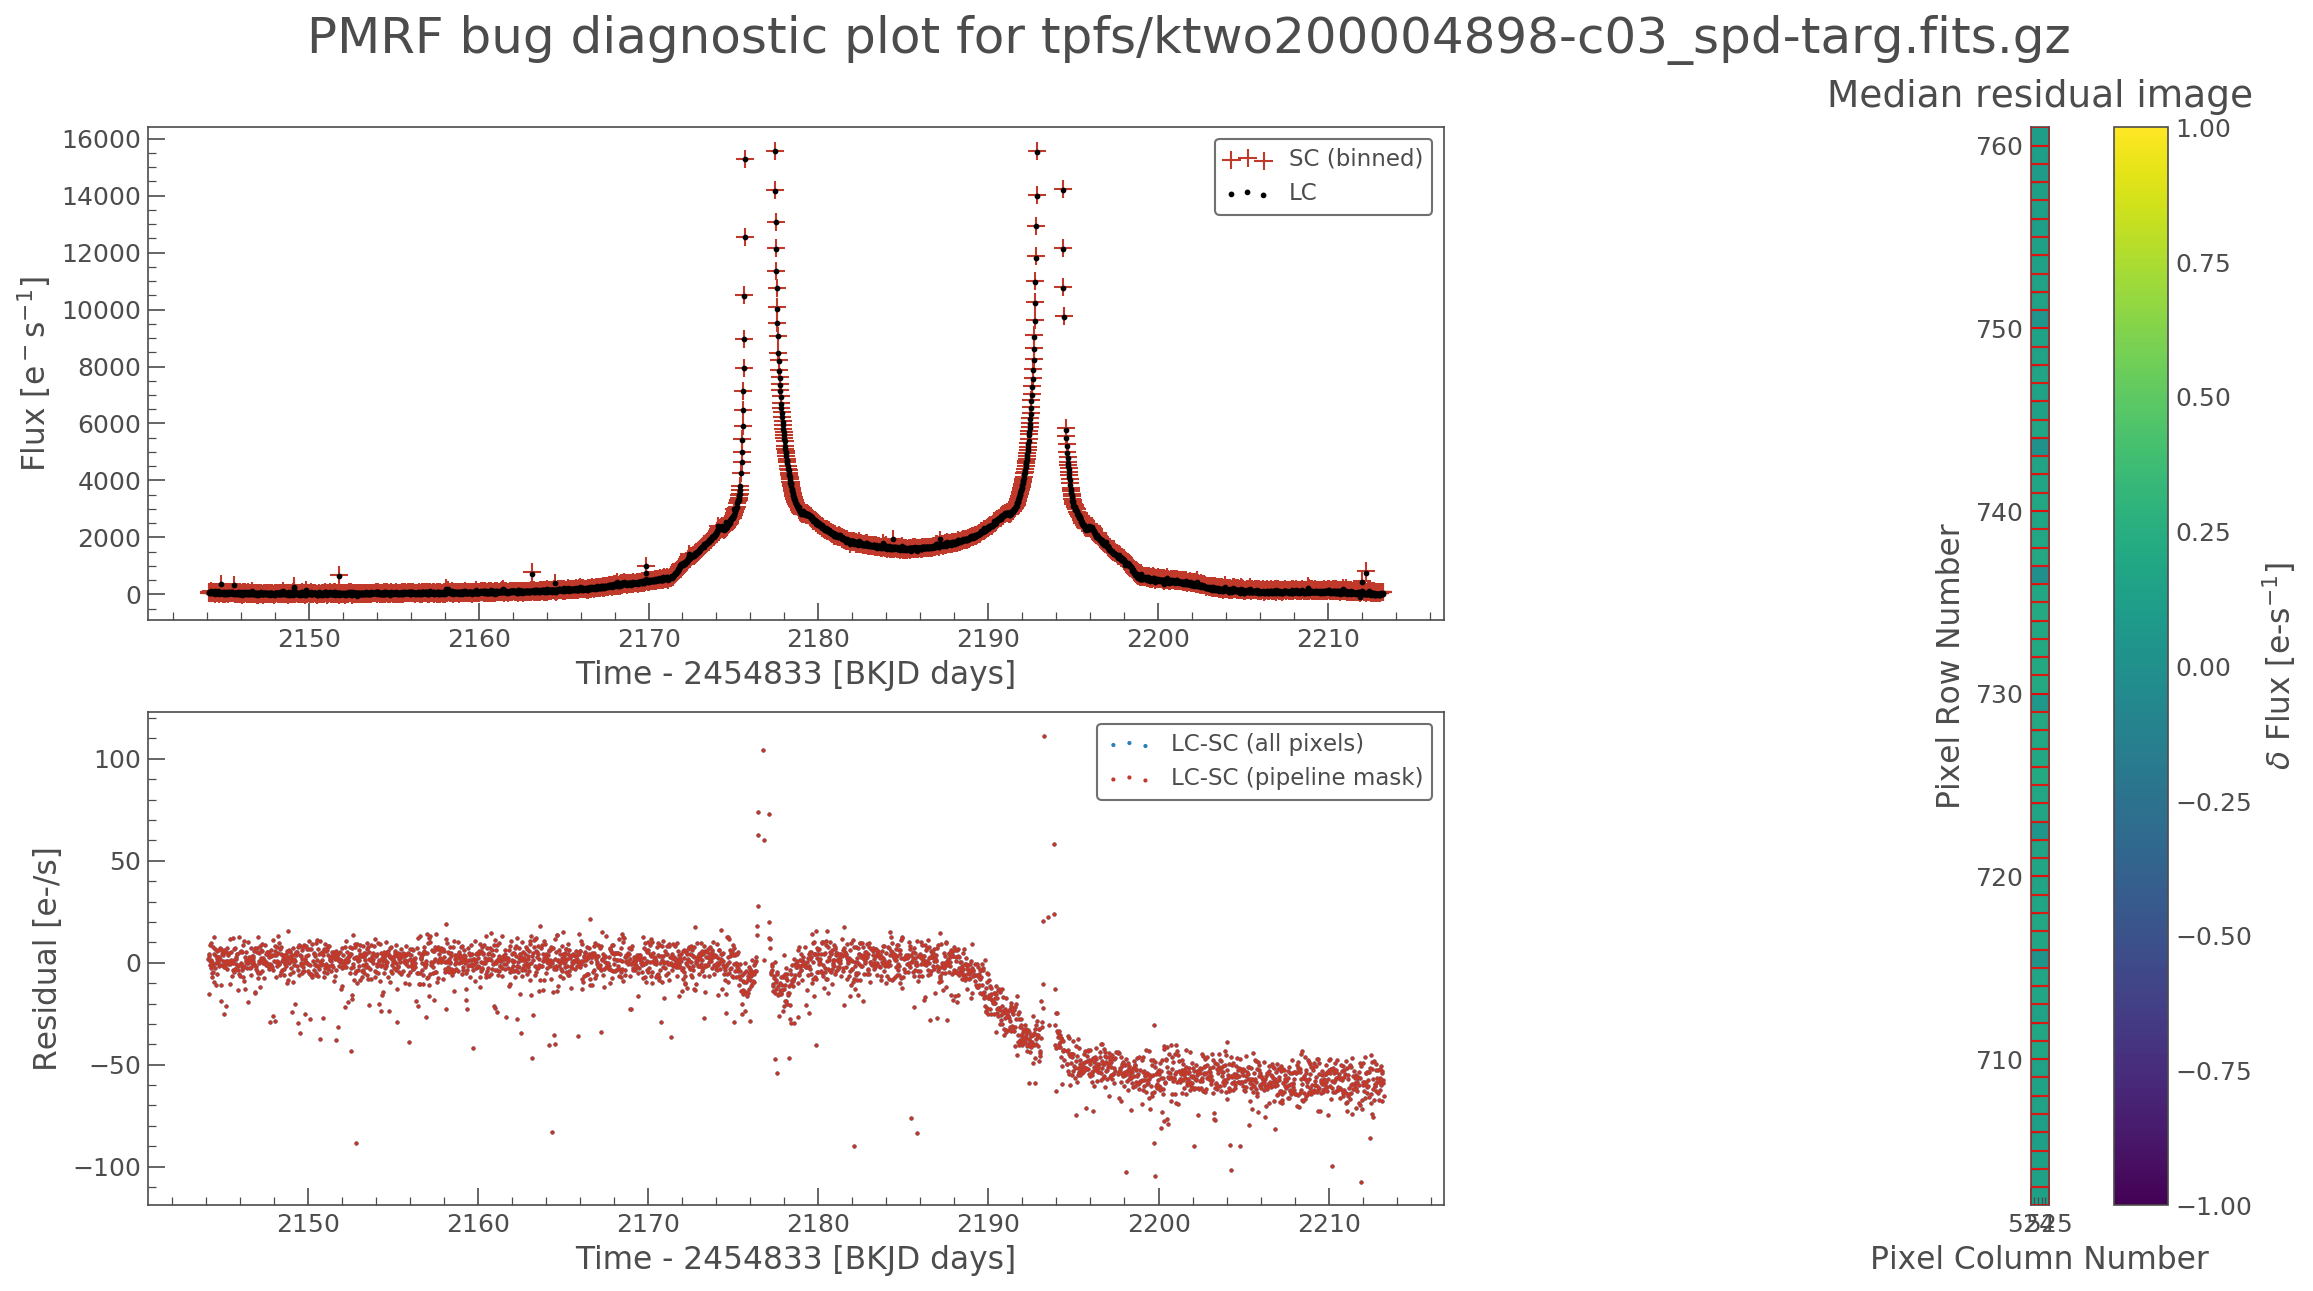 PMRF bug diagnostic plot for tpfs/ktwo200004898-c03_spd-targ.fits.gz
Flux [e⁻ s⁻¹]
16000
14000
12000
10000
8000
6000
4000
2000
0
SC (binned)
LC
2150 2160 2170 2180 2190 2200 2210
Time - 2454833 [BKJD days]
Residual [e-/s]
100
50
0
−50
−100
LC-SC (all pixels)
LC-SC (pipeline mask)
2150 2160 2170 2180 2190 2200 2210
Time - 2454833 [BKJD days]
Median residual image
Pixel Row Number
760
750
740
730
720
710
524 525
Pixel Column Number
1.00
0.75
0.50
0.25
0.00
−0.25
−0.50
−0.75
−1.00
δ Flux [e-s⁻¹]